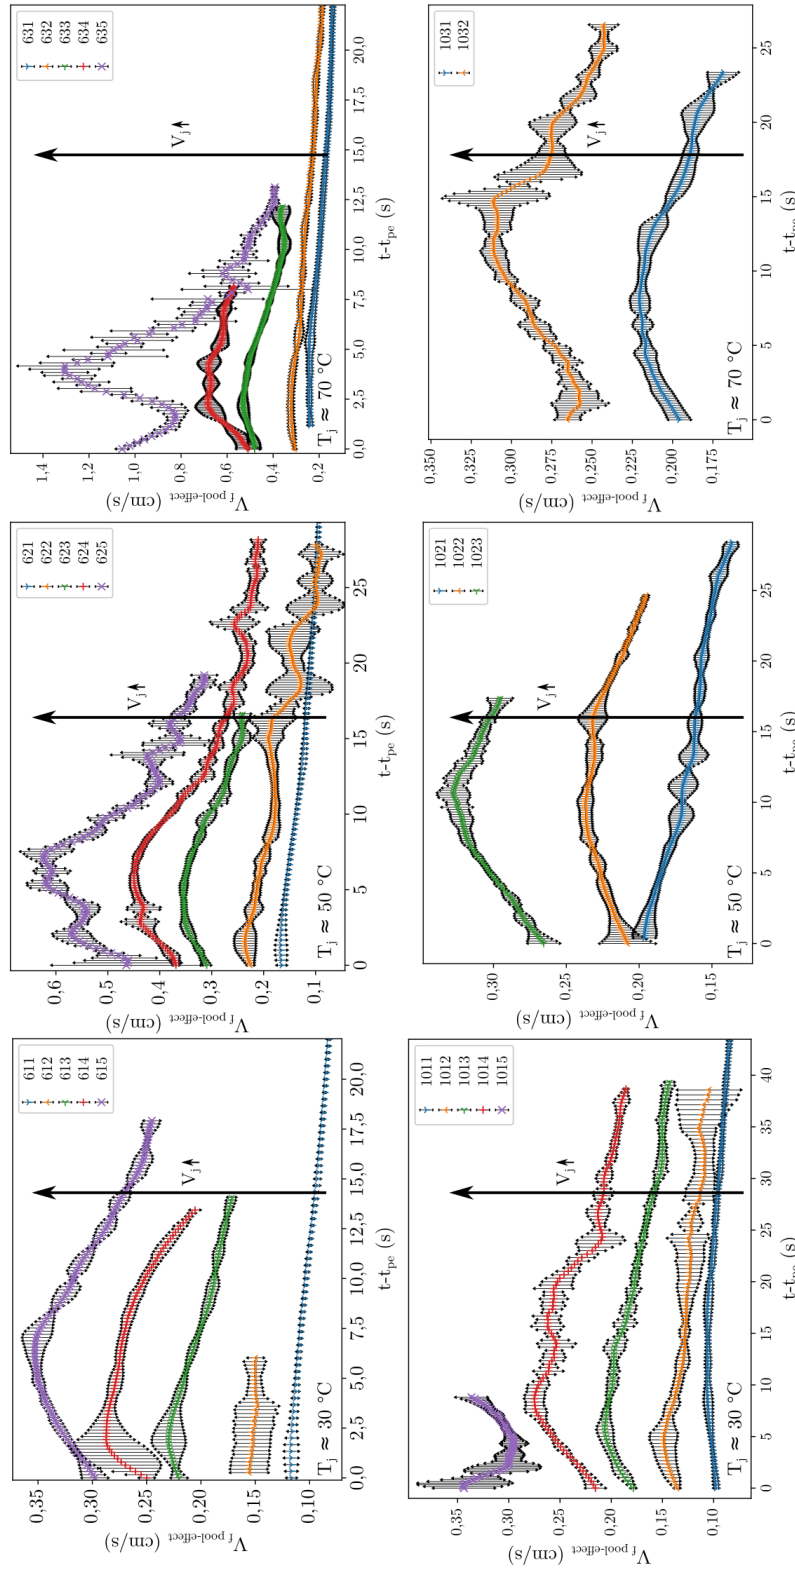 611
612
613
614
615
V_j
T_j ≈ 30 °C
0,35
0,30
0,25
0,20
0,15
0,10
V_f pool-effect (cm/s)
0,0 2,5 5,0 7,5 10,0 12,5 15,0 17,5 20,0
t-t_pe (s)
621
622
623
624
625
V_j
T_j ≈ 50 °C
0,6
0,5
0,4
0,3
0,2
0,1
V_f pool-effect (cm/s)
0 5 10 15 20 25
t-t_pe (s)
631
632
633
634
635
V_j
T_j ≈ 70 °C
1,4
1,2
1,0
0,8
0,6
0,4
0,2
V_f pool-effect (cm/s)
0,0 2,5 5,0 7,5 10,0 12,5 15,0 17,5 20,0
t-t_pe (s)
1011
1012
1013
1014
1015
V_j
T_j ≈ 30 °C
0,35
0,30
0,25
0,20
0,15
0,10
V_f pool-effect (cm/s)
0 5 10 15 20 25 30 35 40
t-t_pe (s)
1021
1022
1023
V_j
T_j ≈ 50 °C
0,30
0,25
0,20
0,15
V_f pool-effect (cm/s)
0 5 10 15 20 25
t-t_pe (s)
1031
1032
V_j
T_j ≈ 70 °C
0,350
0,325
0,300
0,275
0,250
0,225
0,200
0,175
V_f pool-effect (cm/s)
0 5 10 15 20 25
t-t_pe (s)